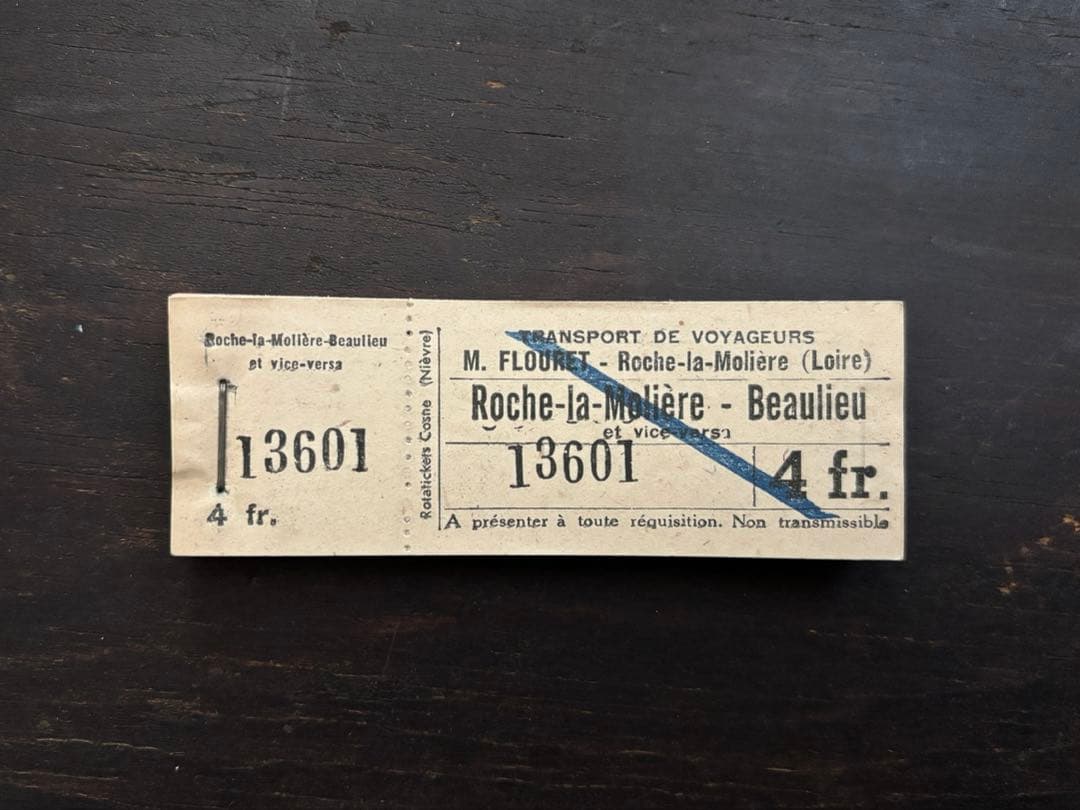 Roche-la-Molière-Beaulieu
et vice-versa
13601
4 fr.
Rotatickets Cosne (Nièvre)
TRANSPORT DE VOYAGEURS
M. FLOURET - Roche-la-Molière (Loire)
Roche-la-Molière - Beaulieu
et vice-versa
13601
4 fr.
A présenter à toute réquisition. Non transmissible